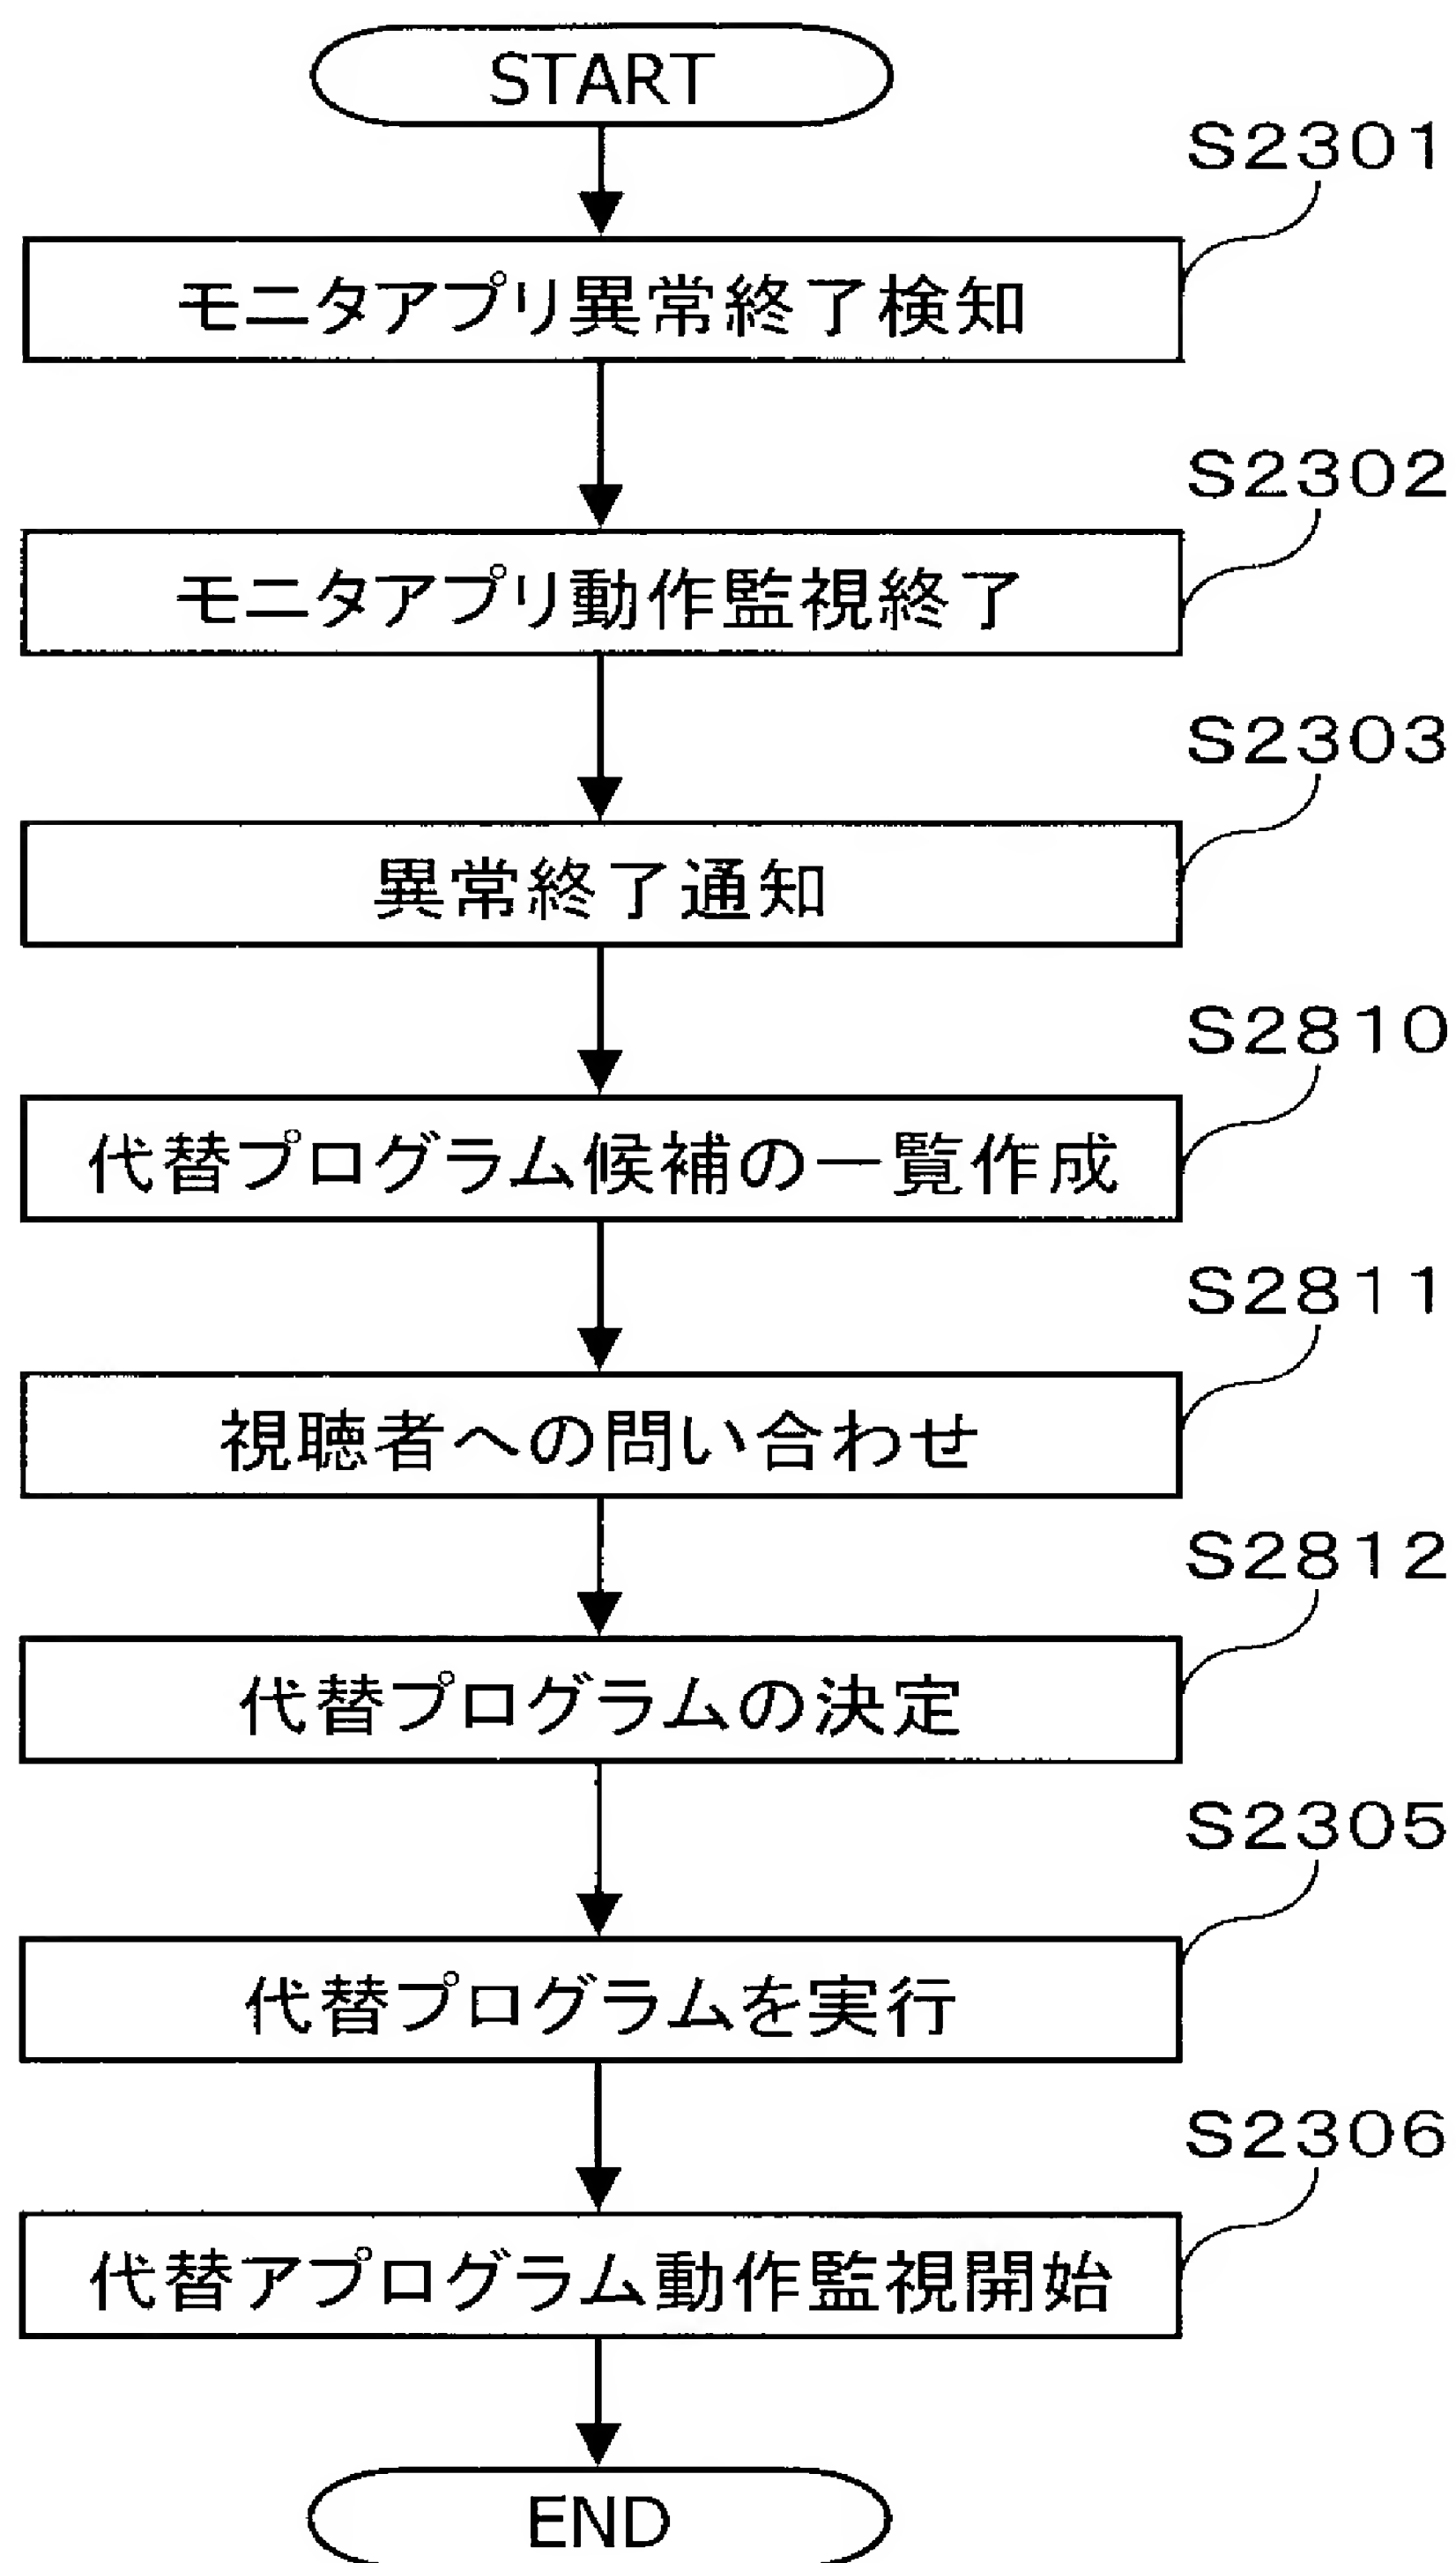 START
S2301
モニタアプリ異常終了検知
S2302
モニタアプリ動作監視終了
S2303
異常終了通知
S2810
代替プログラム候補の一覧作成
S2811
視聴者への問い合わせ
S2812
代替プログラムの決定
S2305
代替プログラムを実行
S2306
代替アプログラム動作監視開始
END